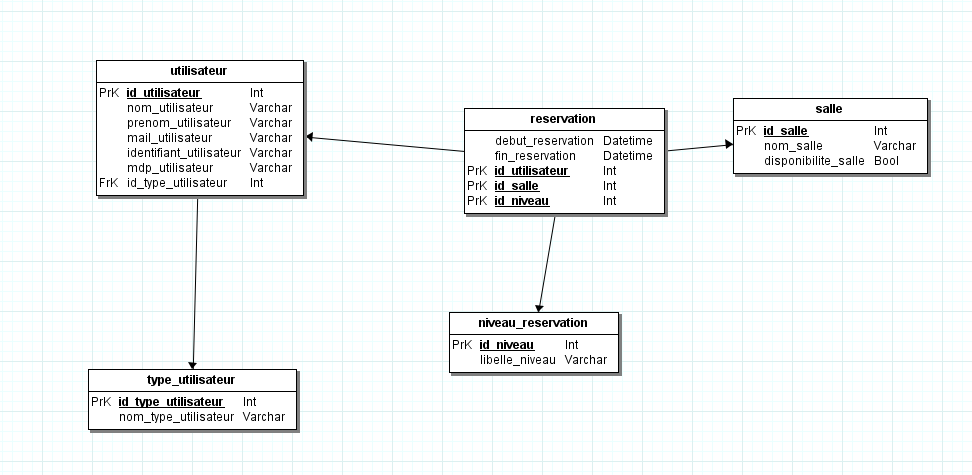 utilisateur
PrK id_utilisateur Int
nom_utilisateur Varchar
prenom_utilisateur Varchar
mail_utilisateur Varchar
identifiant_utilisateur Varchar
mdp_utilisateur Varchar
FrK id_type_utilisateur Int
reservation
debut_reservation Datetime
fin_reservation Datetime
PrK id_utilisateur Int
PrK id_salle Int
PrK id_niveau Int
salle
PrK id_salle Int
nom_salle Varchar
disponibilite_salle Bool
niveau_reservation
PrK id_niveau Int
libelle_niveau Varchar
type_utilisateur
PrK id_type_utilisateur Int
nom_type_utilisateur Varchar